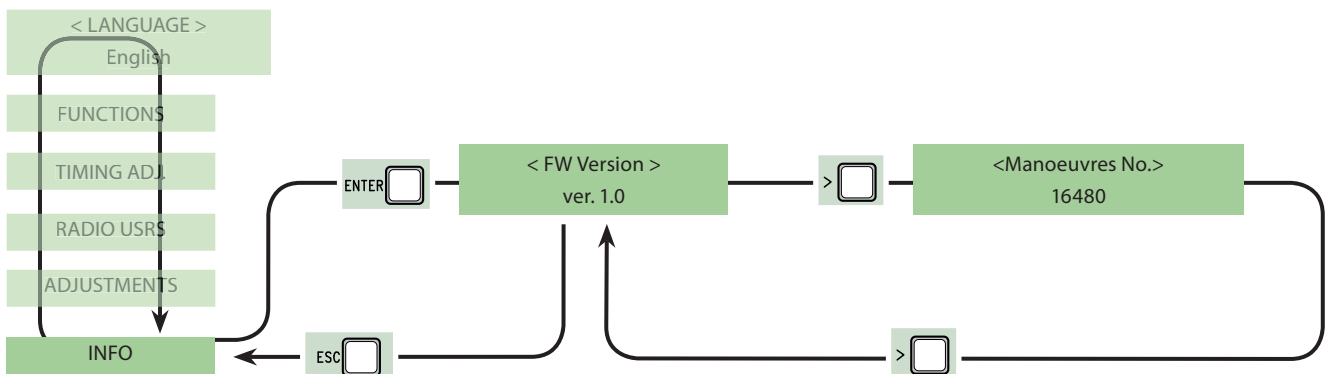 < LANGUAGE >
English
FUNCTIONS
TIMING ADJ.
RADIO USRS
ADJUSTMENTS
INFO
ENTER
< FW Version >
ver. 1.0
>
<Manoeuvres No.>
16480
ESC
>